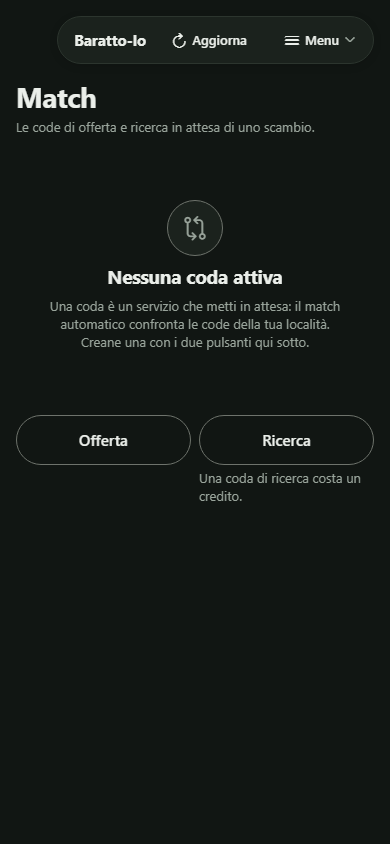 Baratto-lo
Aggiorna
Menu
Match
Le code di offerta e ricerca in attesa di uno scambio.
Nessuna coda attiva
Una coda è un servizio che metti in attesa: il match
automatico confronta le code della tua località.
Creane una con i due pulsanti qui sotto.
Offerta
Ricerca
Una coda di ricerca costa un
credito.